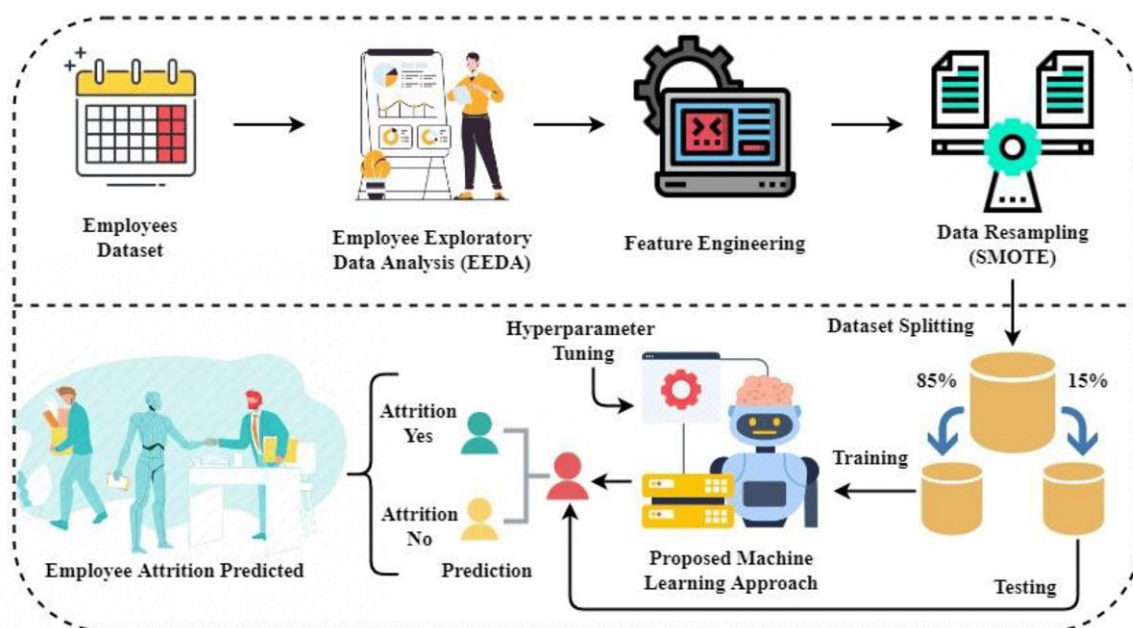 Employees
Dataset
Employee Exploratory
Data Analysis (EEDA)
Feature Engineering
Data Resampling
(SMOTE)
Dataset Splitting
85%
15%
Hyperparameter
Tuning
Training
Attrition
Yes
Attrition
No
Prediction
Proposed Machine
Learning Approach
Testing
Employee Attrition Predicted